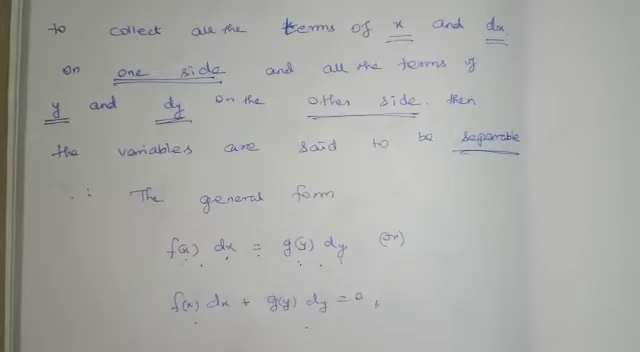 to collect all the terms of x and dx
on one side and all the terms of
y and dy on the other side. then
the variables are said to be separable
∴ The general form
f(x) dx = g(y) dy, (or)
f(x) dx + g(y) dy = 0,